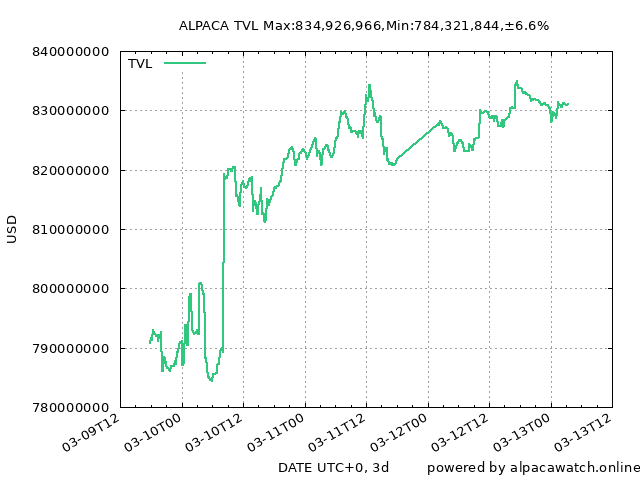 ALPACA TVL Max:834,926,966,Min:784,321,844,±6.6%
TVL
840000000
830000000
820000000
810000000
800000000
790000000
780000000
USD
03-09T12
03-10T00
03-10T12
03-11T00
03-11T12
03-12T00
03-12T12
03-13T00
03-13T12
DATE UTC+0, 3d
powered by alpacawatch.online